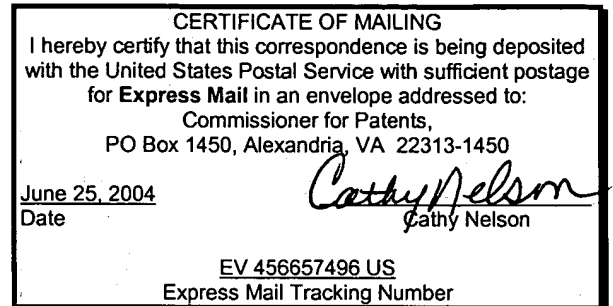 CERTIFICATE OF MAILING
I hereby certify that this correspondence is being deposited
with the United States Postal Service with sufficient postage
for Express Mail in an envelope addressed to:
Commissioner for Patents,
PO Box 1450, Alexandria, VA 22313-1450
June 25, 2004 Cathy Nelson
Date Cathy Nelson
EV 456657496 US
Express Mail Tracking Number